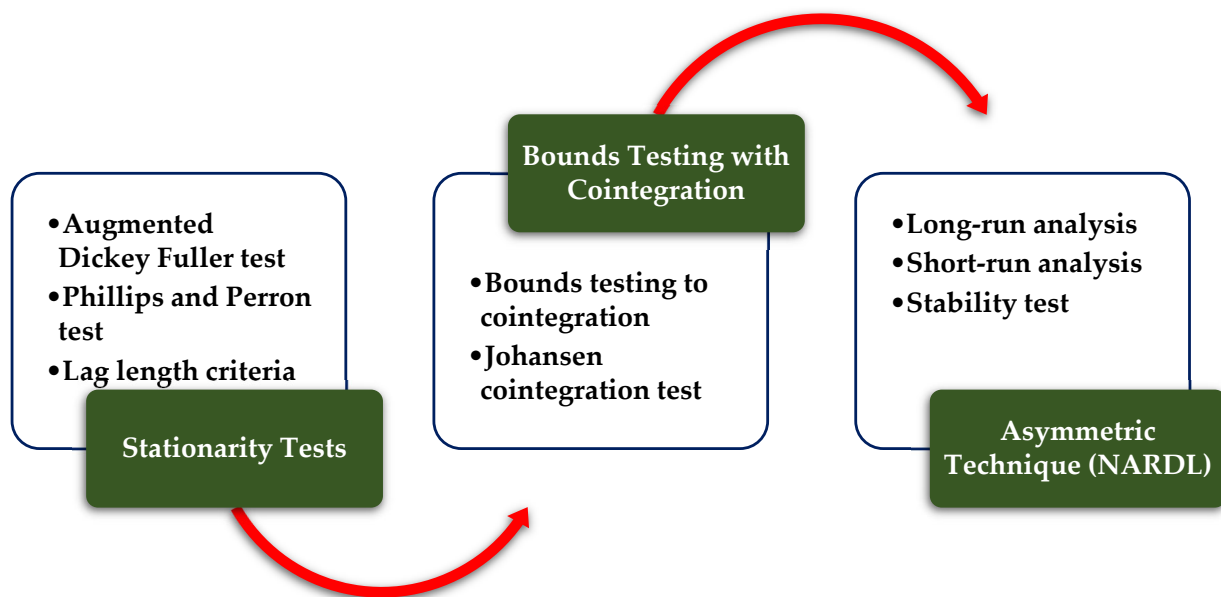 •Augmented
Dickey Fuller test
•Phillips and Perron
test
•Lag length criteria
Stationarity Tests
Bounds Testing with
Cointegration
•Bounds testing to
cointegration
•Johansen
cointegration test
•Long-run analysis
•Short-run analysis
•Stability test
Asymmetric
Technique (NARDL)